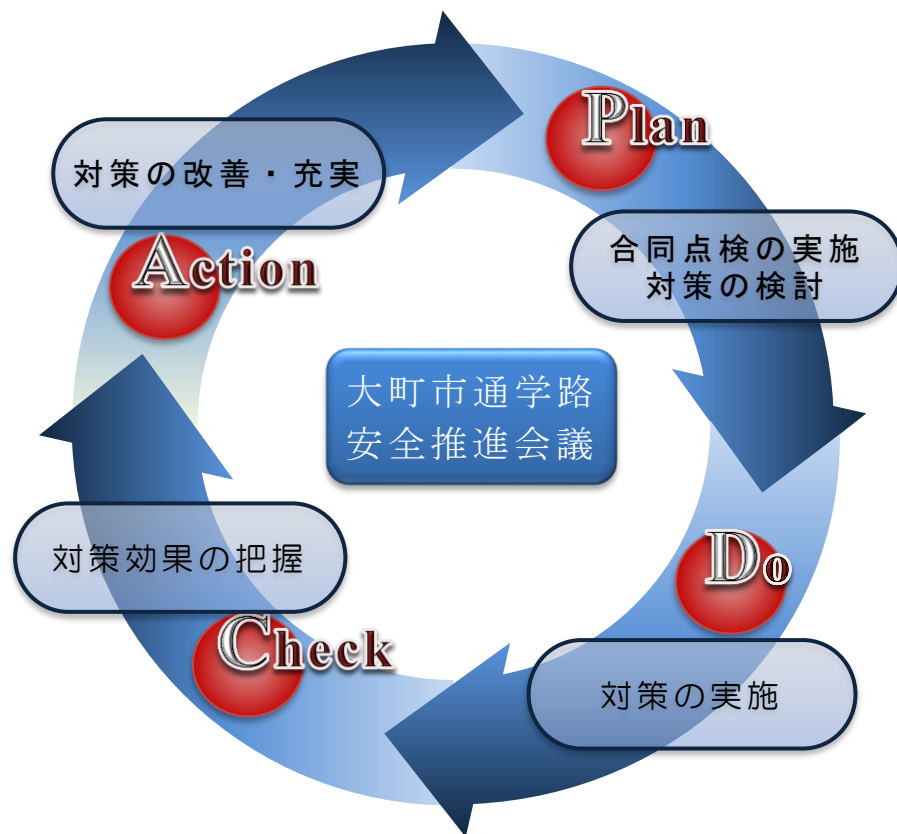 Plan
合同点検の実施
対策の検討
Do
対策の実施
Check
対策効果の把握
Action
対策の改善・充実
大町市通学路
安全推進会議